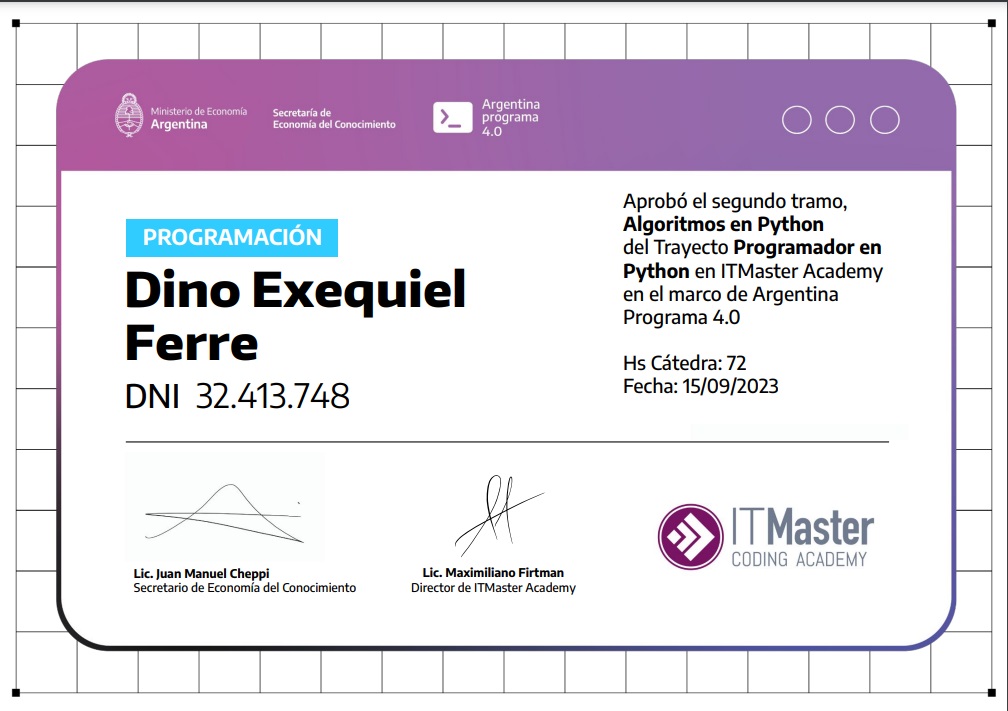 Ministerio de Economía
Argentina
Secretaría de
Economía del Conocimiento
Argentina
programa
4.0
PROGRAMACIÓN
Dino Exequiel
Ferre
DNI 32.413.748
Aprobó el segundo tramo,
Algoritmos en Python
del Trayecto Programador en
Python en ITMaster Academy
en el marco de Argentina
Programa 4.0
Hs Cátedra: 72
Fecha: 15/09/2023
Lic. Juan Manuel Cheppi
Secretario de Economía del Conocimiento
Lic. Maximiliano Firtman
Director de ITMaster Academy
ITMaster
CODING ACADEMY